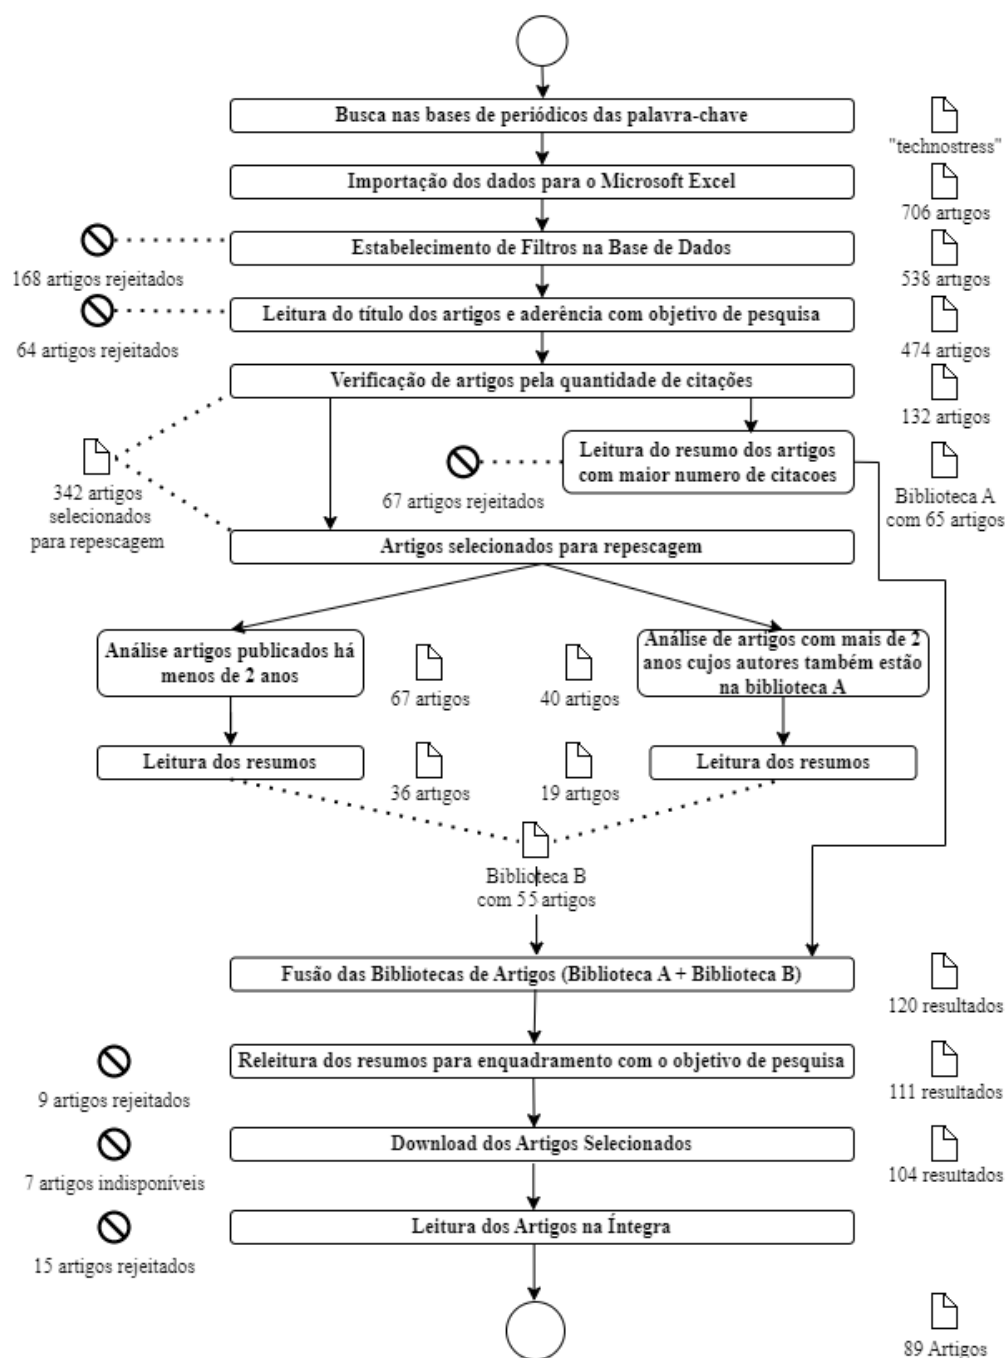 Busca nas bases de periódicos das palavra-chave
"technostress"
Importação dos dados para o Microsoft Excel
706 artigos
Estabelecimento de Filtros na Base de Dados
168 artigos rejeitados
538 artigos
Leitura do título dos artigos e aderência com objetivo de pesquisa
64 artigos rejeitados
474 artigos
Verificação de artigos pela quantidade de citações
132 artigos
Leitura do resumo dos artigos
com maior numero de citacoes
67 artigos rejeitados
Biblioteca A
com 65 artigos
342 artigos
selecionados
para repescagem
Artigos selecionados para repescagem
Análise artigos publicados há
menos de 2 anos
67 artigos
40 artigos
Análise de artigos com mais de 2
anos cujos autores também estão
na biblioteca A
Leitura dos resumos
36 artigos
19 artigos
Leitura dos resumos
Biblioteca B
com 55 artigos
Fusão das Bibliotecas de Artigos (Biblioteca A + Biblioteca B)
120 resultados
Releitura dos resumos para enquadramento com o objetivo de pesquisa
9 artigos rejeitados
111 resultados
Download dos Artigos Selecionados
7 artigos indisponíveis
104 resultados
Leitura dos Artigos na Íntegra
15 artigos rejeitados
89 Artigos